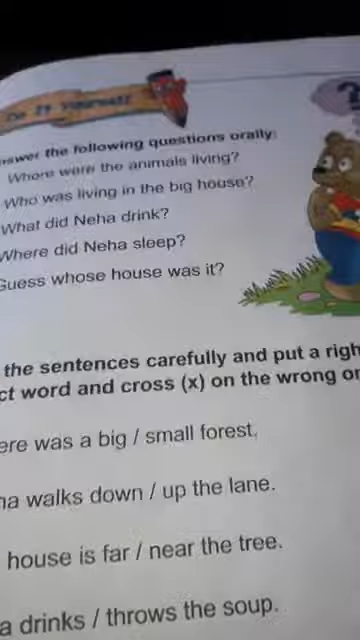 Do It Yourself
nswer the following questions orally:
Where were the animals living?
Who was living in the big house?
What did Neha drink?
Where did Neha sleep?
Guess whose house was it?
?
the sentences carefully and put a righ
ct word and cross (x) on the wrong or
ere was a big / small forest.
ha walks down / up the lane.
house is far / near the tree.
a drinks / throws the soup.